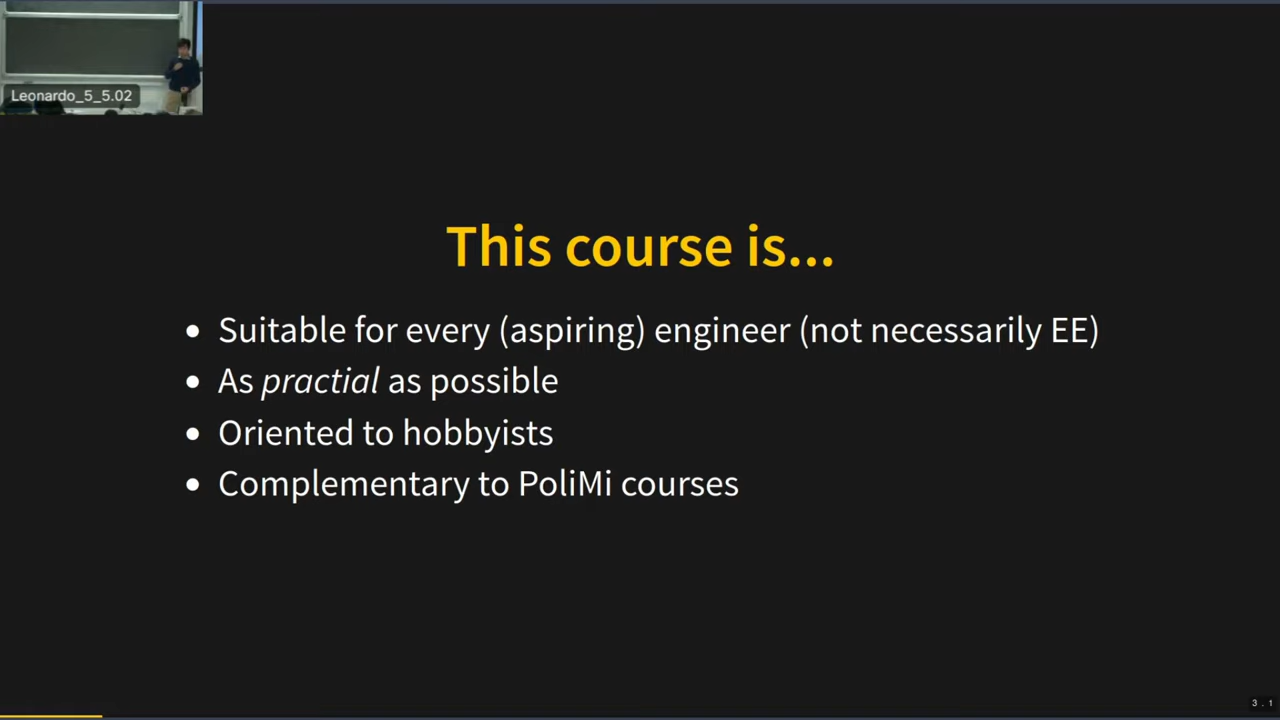 Leonardo_5_5.02
This course is...
• Suitable for every (aspiring) engineer (not necessarily EE)
• As practial as possible
• Oriented to hobbyists
• Complementary to PoliMi courses
3 . 1